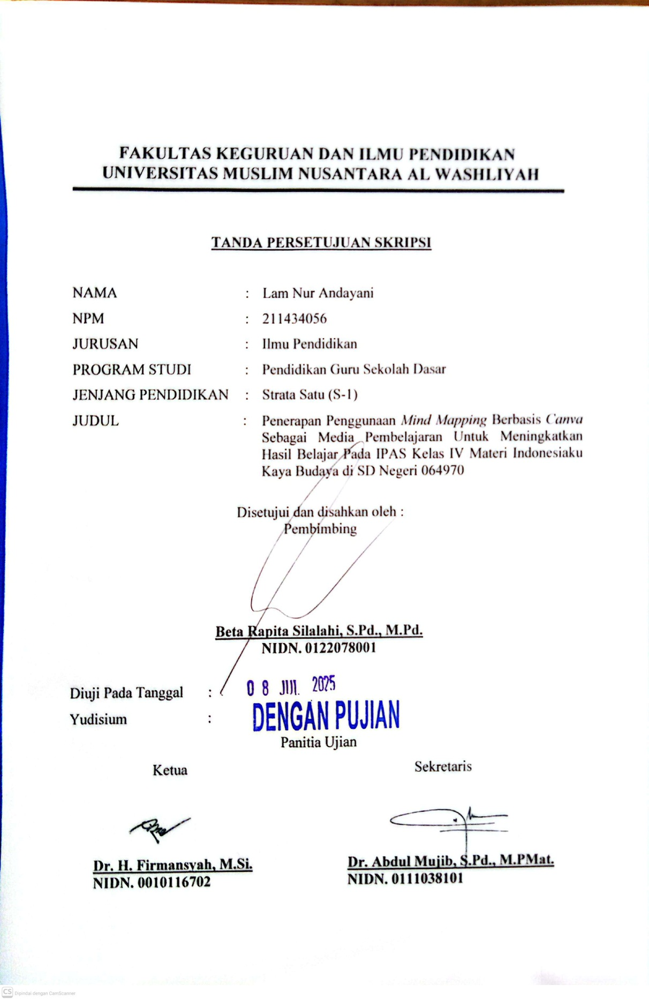 FAKULTAS KEGURUAN DAN ILMU PENDIDIKAN
UNIVERSITAS MUSLIM NUSANTARA AL WASHLIYAH
TANDA PERSETUJUAN SKRIPSI
NAMA : Lam Nur Andayani
NPM : 211434056
JURUSAN : Ilmu Pendidikan
PROGRAM STUDI : Pendidikan Guru Sekolah Dasar
JENJANG PENDIDIKAN : Strata Satu (S-1)
JUDUL : Penerapan Penggunaan Mind Mapping Berbasis Canva
Sebagai Media Pembelajaran Untuk Meningkatkan
Hasil Belajar Pada IPAS Kelas IV Materi Indonesiaku
Kaya Budaya di SD Negeri 064970
Disetujui dan disahkan oleh :
Pembimbing
Beta Rapita Silalahi, S.Pd., M.Pd.
NIDN. 0122078001
Diuji Pada Tanggal : 08 JUL. 2025
Yudisium : DENGAN PUJIAN
Panitia Ujian
Ketua Sekretaris
Dr. H. Firmansyah, M.Si. Dr. Abdul Mujib, S.Pd., M.PMat.
NIDN. 0010116702 NIDN. 0111038101
CS Dipindai dengan CamScanner